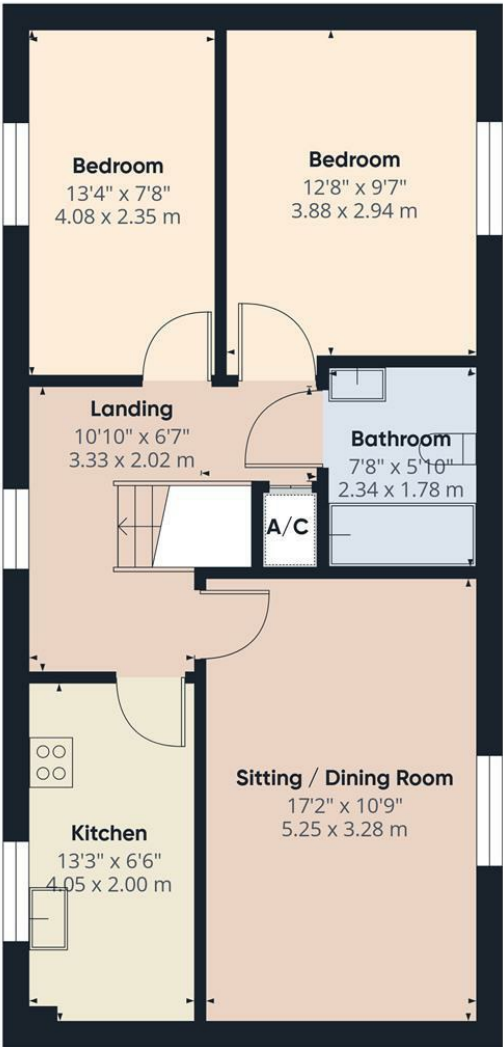 Bedroom
13'4" x 7'8"
4.08 x 2.35 m
Bedroom
12'8" x 9'7"
3.88 x 2.94 m
Landing
10'10" x 6'7"
3.33 x 2.02 m
Bathroom
7'8" x 5'10"
2.34 x 1.78 m
A/C
Sitting / Dining Room
17'2" x 10'9"
5.25 x 3.28 m
Kitchen
13'3" x 6'6"
4.05 x 2.00 m